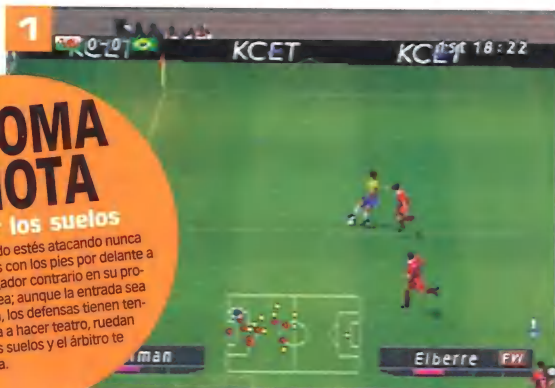 1
0-0
KCET
KCET
1st 18:22
KCET
OMA
NOTA
los suelos
do estés atacando nunca
s con los pies por delante a
gador contrario en su pro-
ea; aunque la entrada sea
, los defensas tienen ten-
a a hacer teatro, ruedan
s suelos y el árbitro te
a.
man
Elberre FW